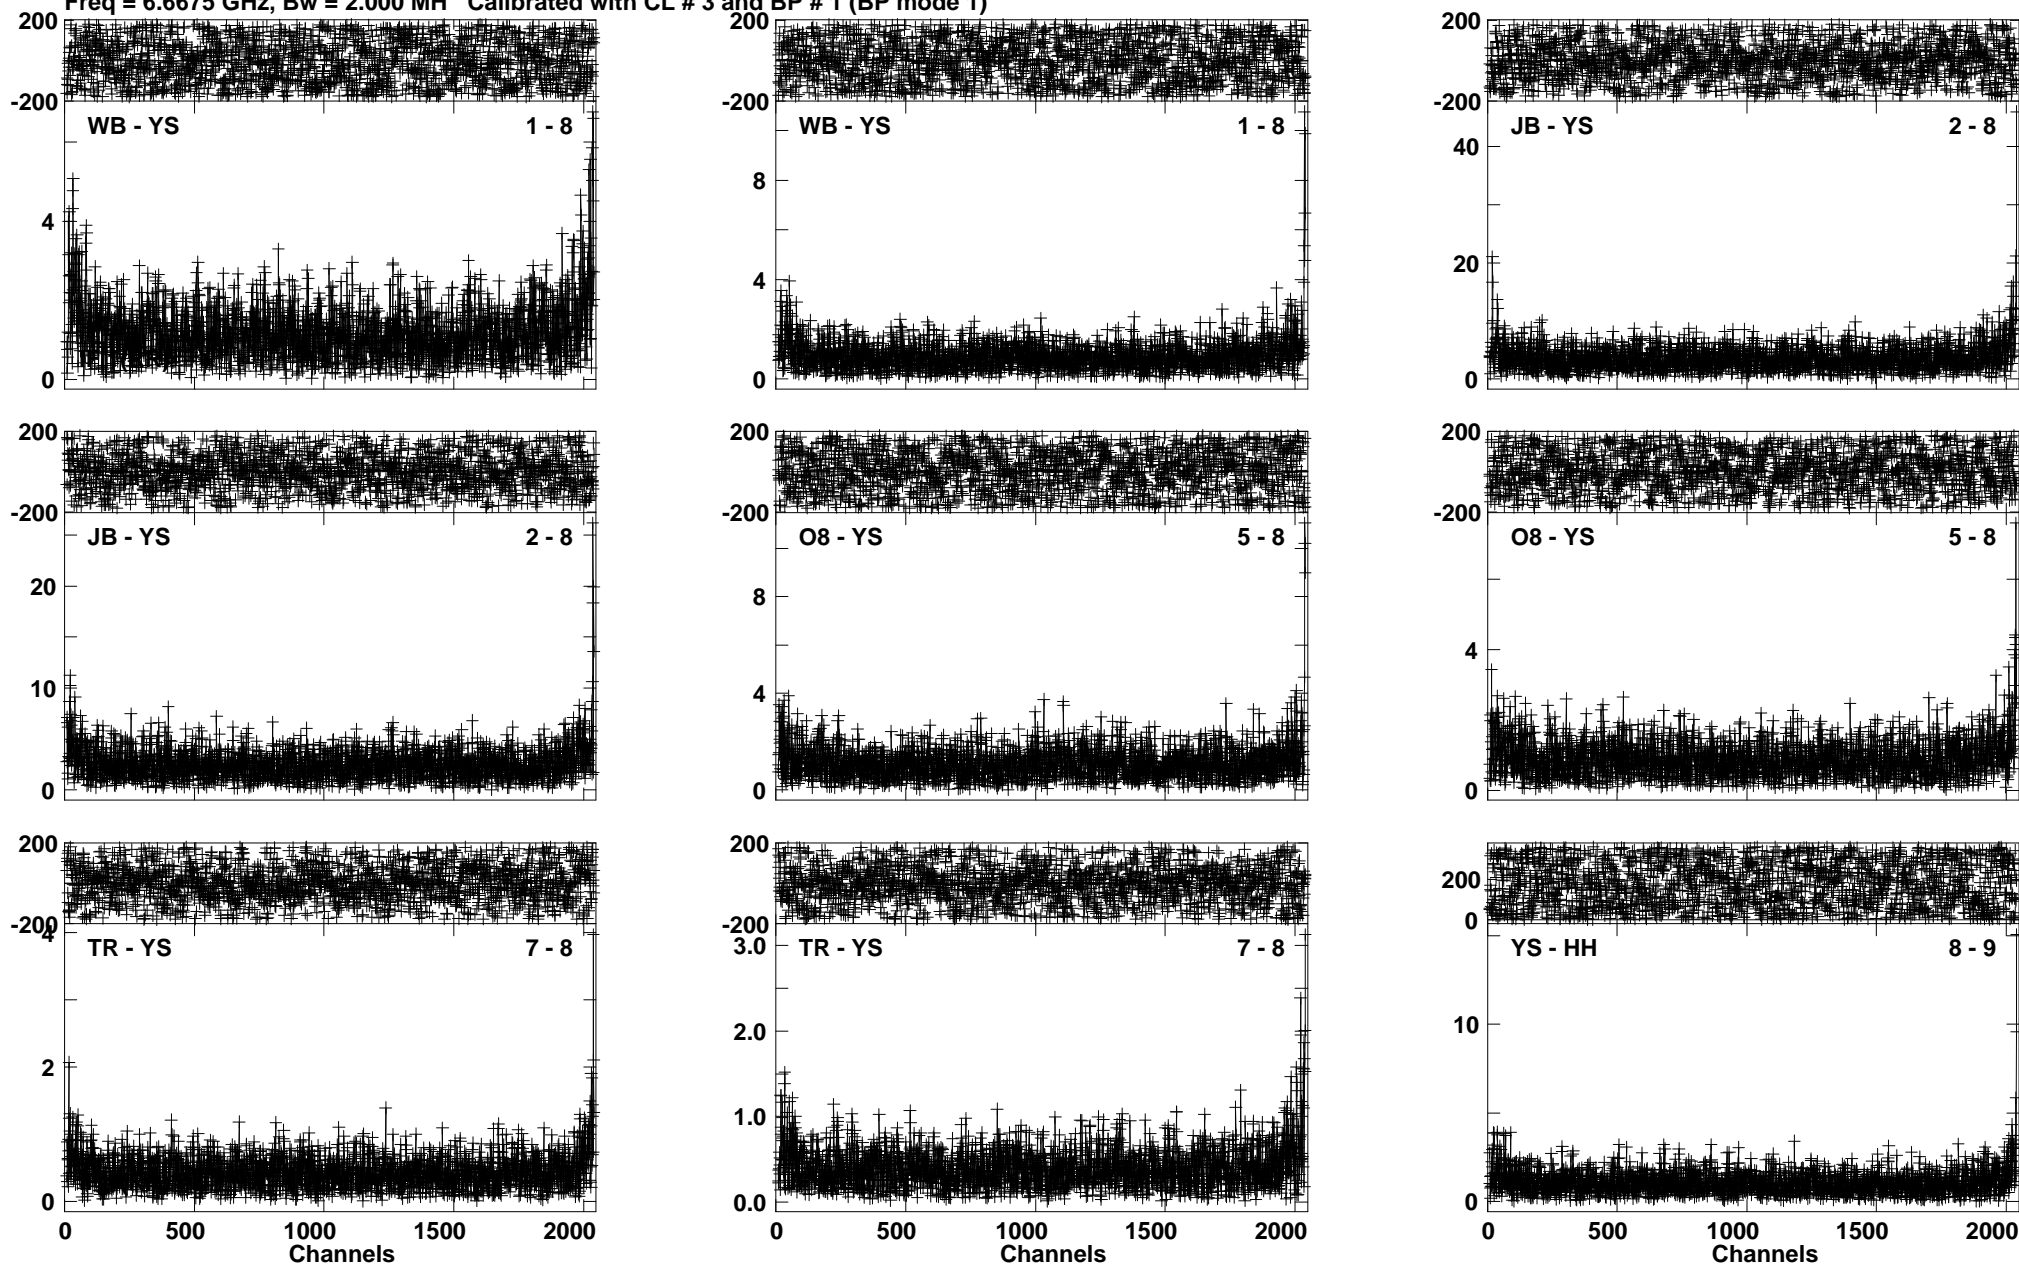 Freq = 6.6675 GHz, Bw = 2.000 MH Calibrated with CL # 3 and BP # 1 (BP mode 1)
200 200 200
-200 -200 -200
WB - YS 1 - 8 WB - YS 1 - 8 JB - YS 2 - 8
40
8
4
20
4
0 0 0
200 200 200
-200 -200 -200
JB - YS 2 - 8 O8 - YS 5 - 8 O8 - YS 5 - 8
20 8
4
10 4
0 0 0
200 200
200
-200 -200 0
4
TR - YS 7 - 8 TR - YS 7 - 8 YS - HH 8 - 9
3.0
2.0 10
2
1.0
0 0.0 0
0 500 1000 1500 2000 0 500 1000 1500 2000 0 500 1000 1500 2000
Channels Channels Channels